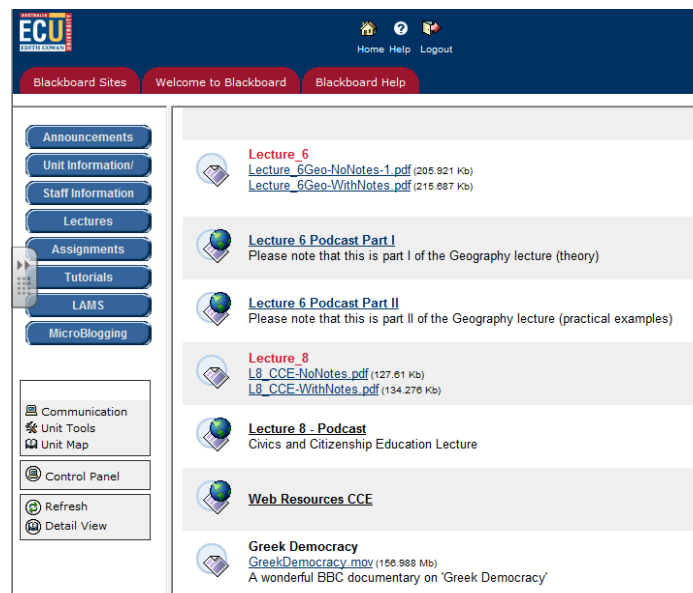 AUSTRALIA
ECU
EDITH COWAN
UNIVERSITY
Home Help Logout
Blackboard Sites Welcome to Blackboard Blackboard Help
Announcements
Unit Information/
Staff Information
Lectures
Assignments
Tutorials
LAMS
MicroBlogging
Communication
Unit Tools
Unit Map
Control Panel
Refresh
Detail View
Lecture_6
Lecture_6Geo-NoNotes-1.pdf (205.921 Kb)
Lecture_6Geo-WithNotes.pdf (215.687 Kb)
Lecture 6 Podcast Part I
Please note that this is part I of the Geography lecture (theory)
Lecture 6 Podcast Part II
Please note that this is part II of the Geography lecture (practical examples)
Lecture_8
L8_CCE-NoNotes.pdf (127.61 Kb)
L8_CCE-WithNotes.pdf (134.276 Kb)
Lecture 8 - Podcast
Civics and Citizenship Education Lecture
Web Resources CCE
Greek Democracy
GreekDemocracy.mov (156.988 Mb)
A wonderful BBC documentary on 'Greek Democracy'